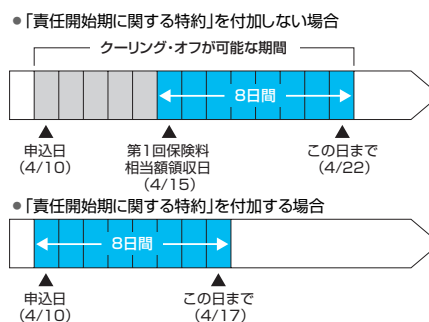 ●「責任開始期に関する特約」を付加しない場合
クーリング・オフが可能な期間
8日間
申込日
(4/10)
第1回保険料
相当額領収日
(4/15)
この日まで
(4/22)
●「責任開始期に関する特約」を付加する場合
8日間
申込日
(4/10)
この日まで
(4/17)